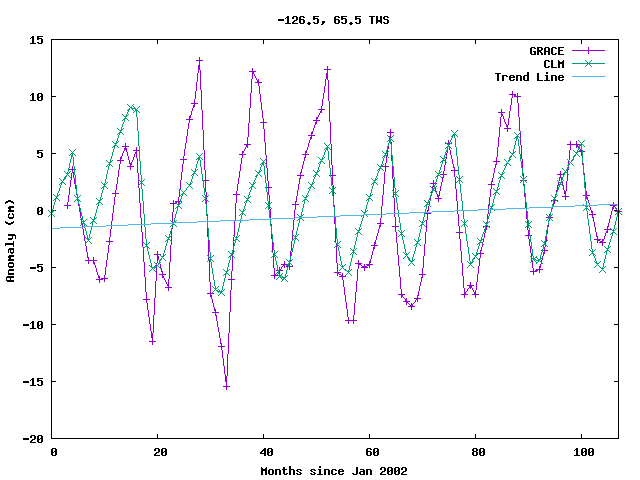 -126.5, 65.5 TWS
GRACE
CLM
Trend Line
15
10
5
0
-5
-10
-15
-20
Anomaly (cm)
0 20 40 60 80 100
Months since Jan 2002